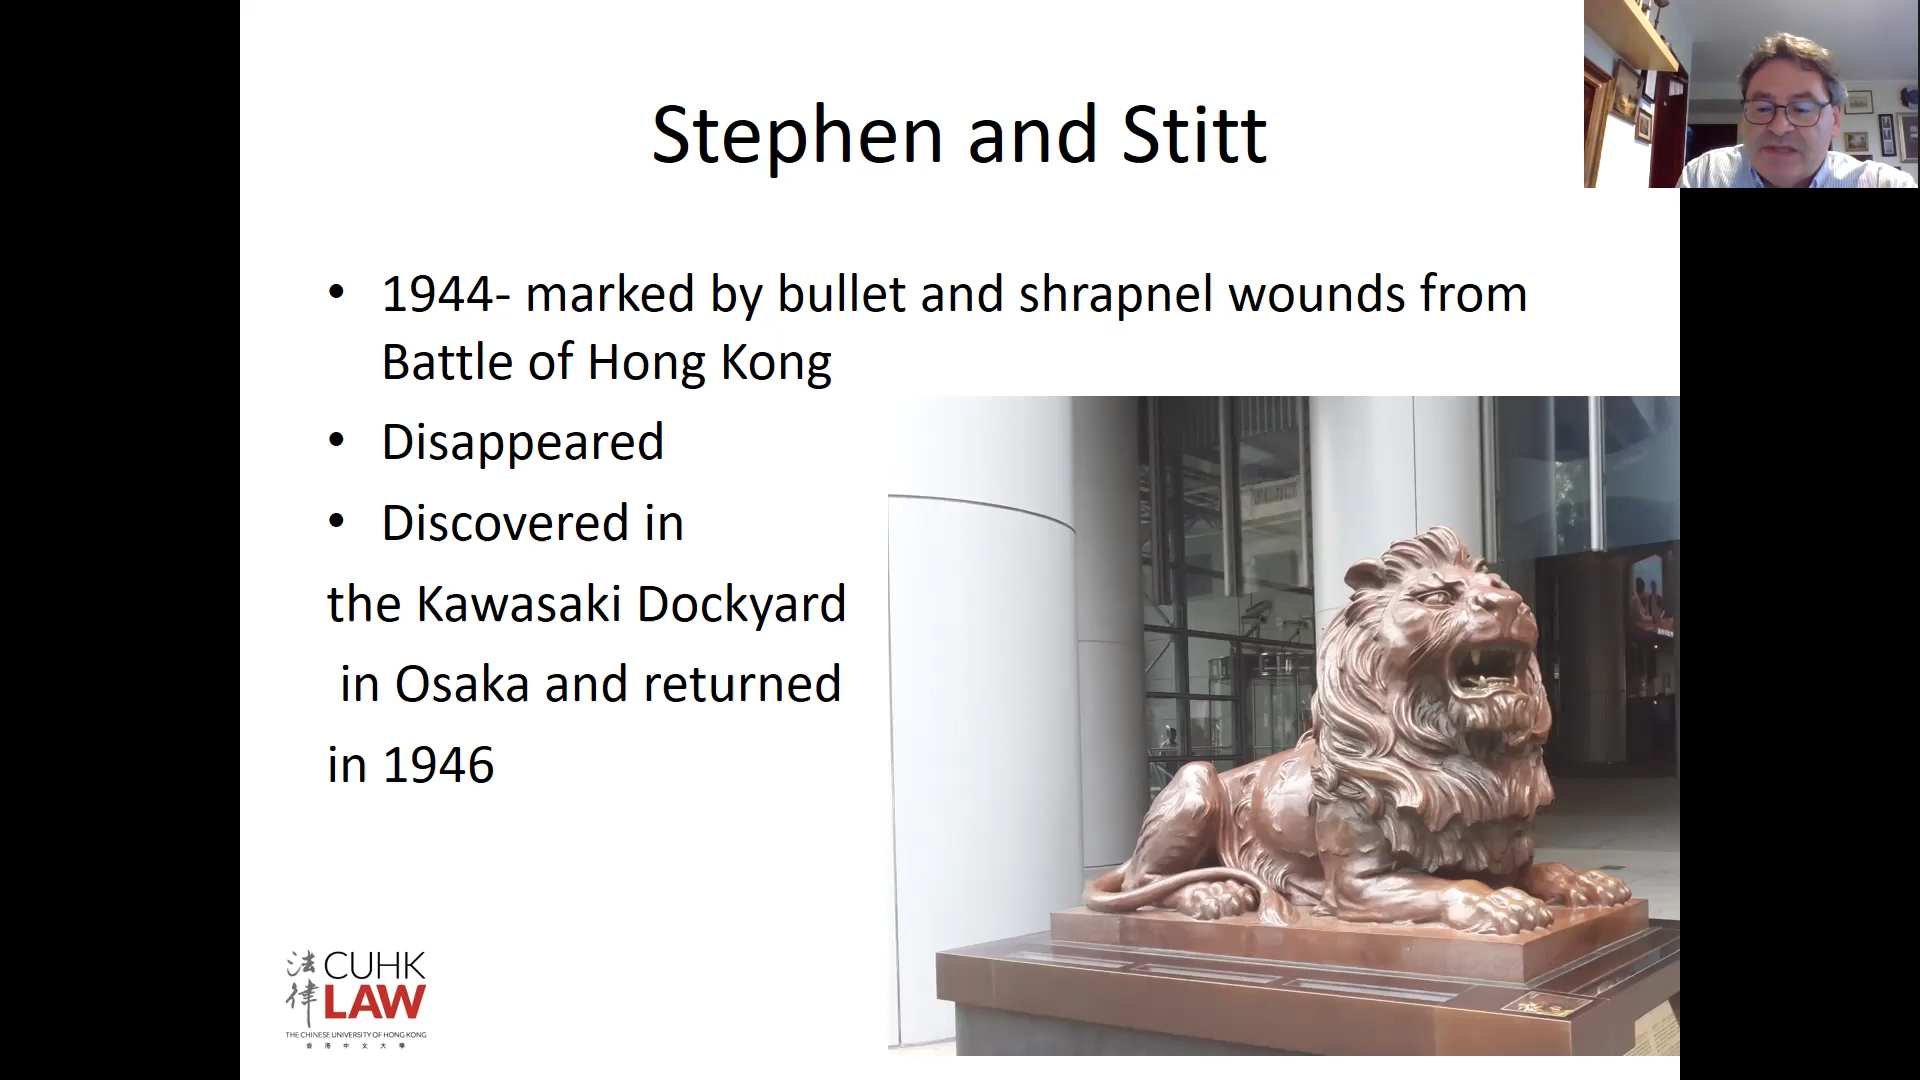 Stephen and Stitt
• 1944- marked by bullet and shrapnel wounds from
Battle of Hong Kong
• Disappeared
• Discovered in
the Kawasaki Dockyard
in Osaka and returned
in 1946
法律
CUHK
LAW
THE CHINESE UNIVERSITY OF HONG KONG
香港中文大學